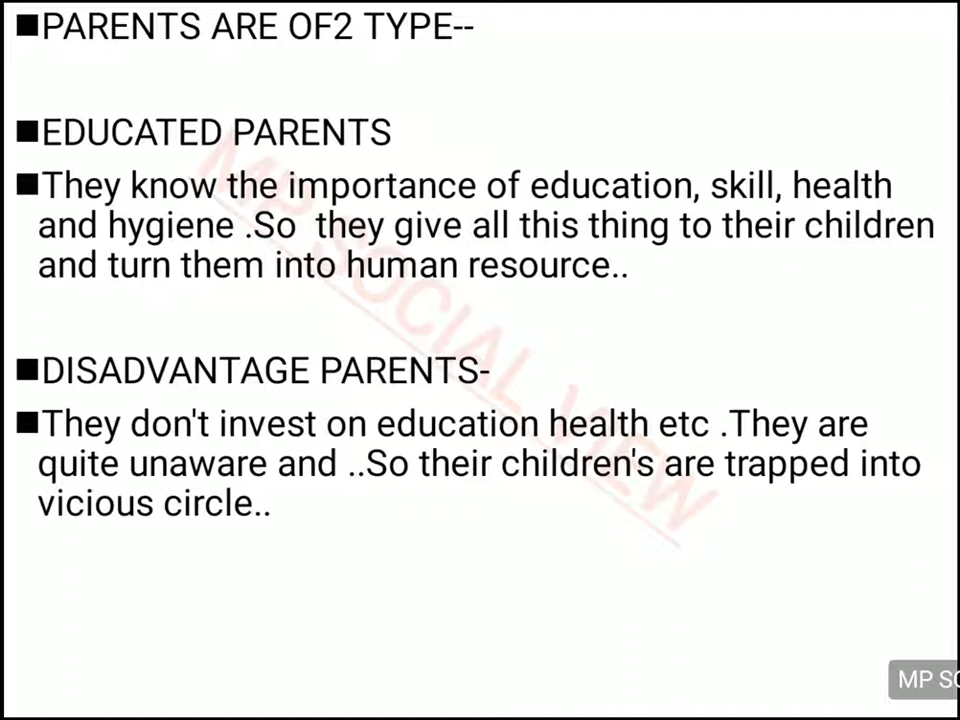 ■PARENTS ARE OF2 TYPE--
■EDUCATED PARENTS
■They know the importance of education, skill, health
and hygiene .So  they give all this thing to their children
and turn them into human resource..
■DISADVANTAGE PARENTS-
■They don't invest on education health etc .They are
quite unaware and ..So their children's are trapped into
vicious circle..
MP SOCIAL VIEW
MP SO